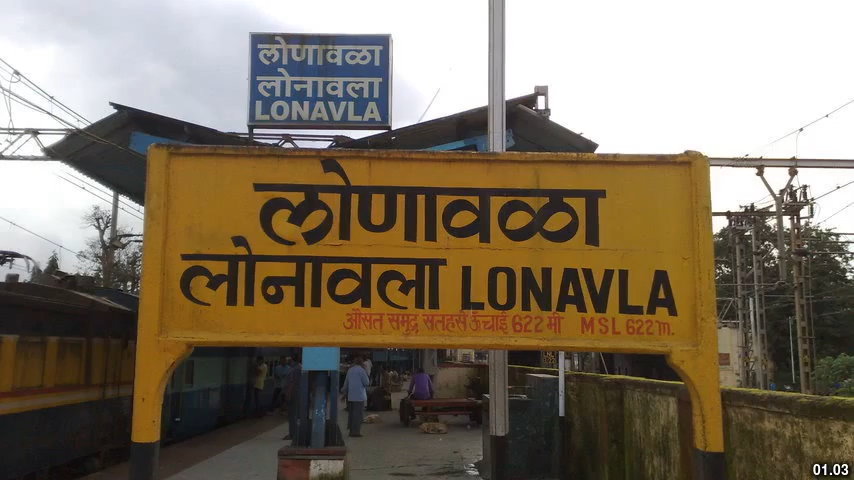 लोणावळा
लोनावला
LONAVLA
लोणावळा
लोनावला LONAVLA
औसत समुद्र सतहसे ऊँचाई 622 मी MSL 622 m.
01.03